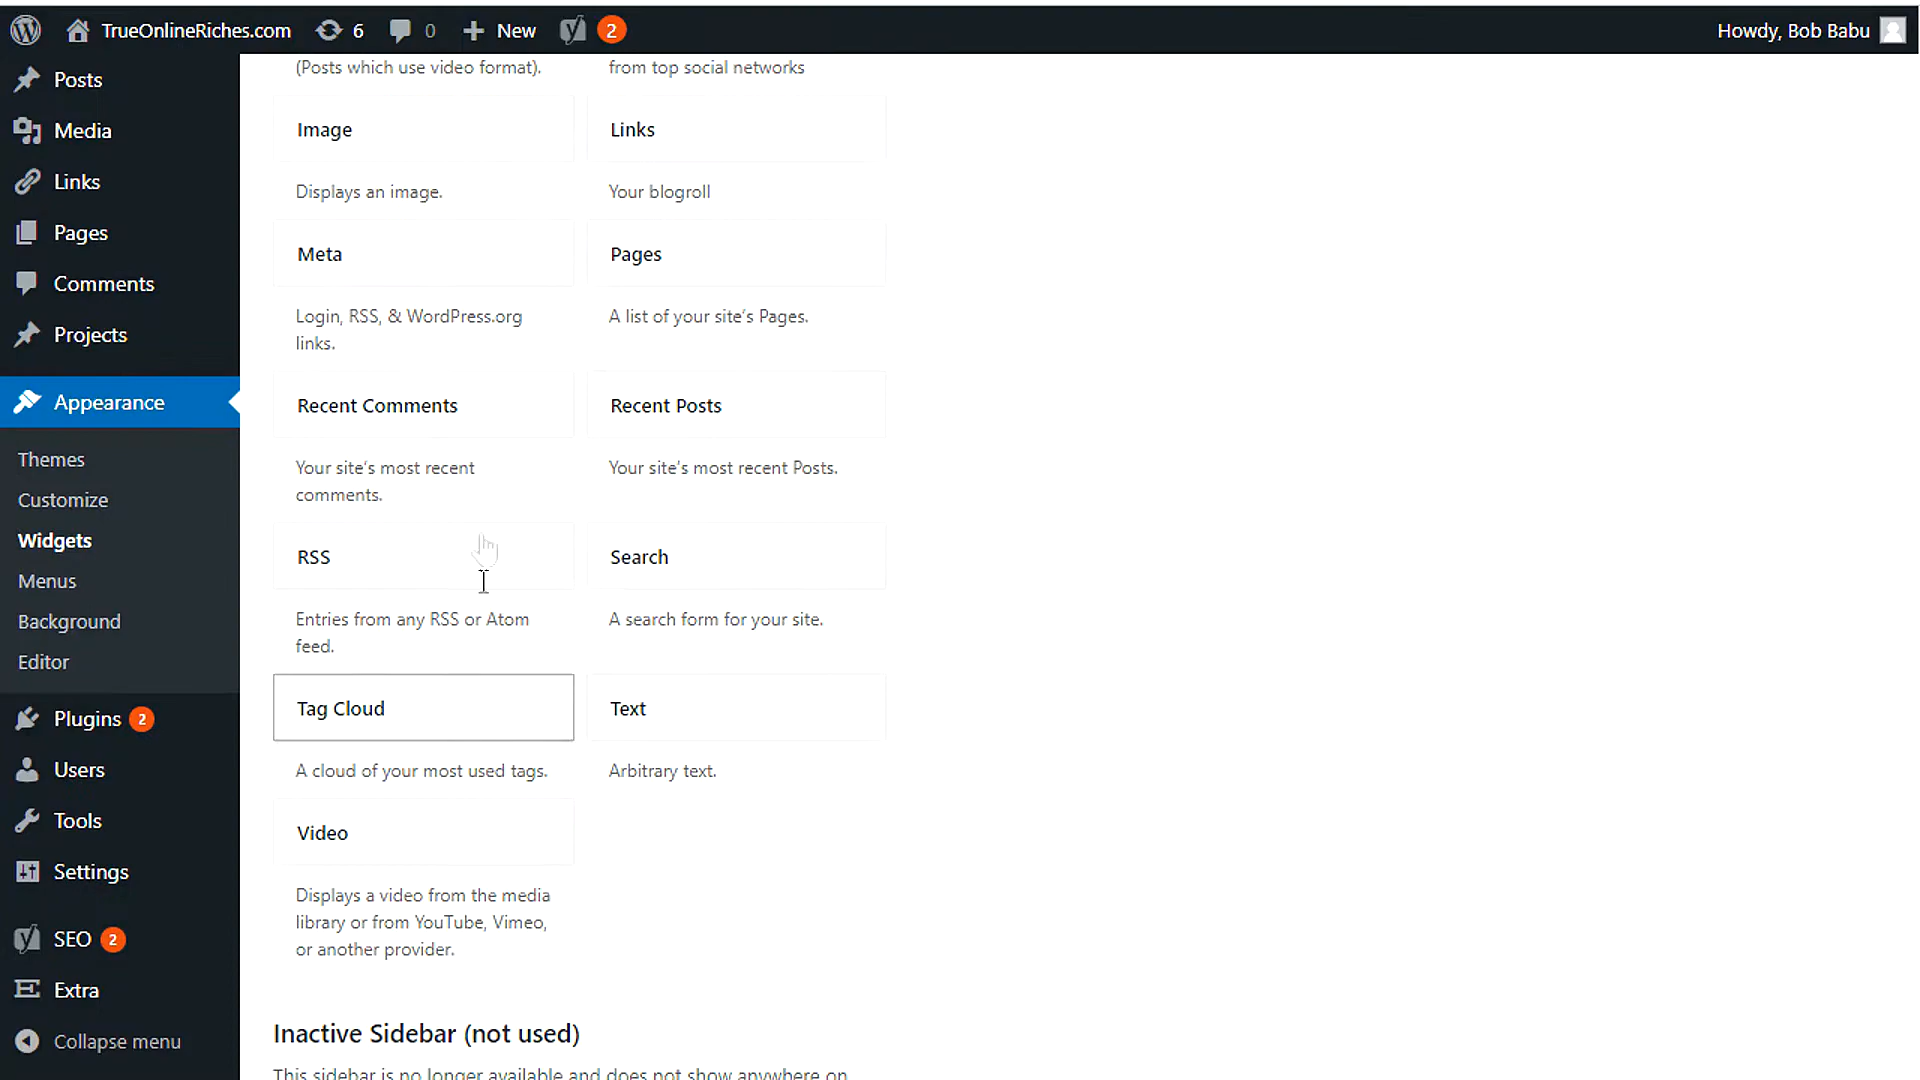 TrueOnlineRiches.com 6 0 New 2 Howdy, Bob Babu
Posts
Media
Links
Pages
Comments
Projects
Appearance
Themes
Customize
Widgets
Menus
Background
Editor
Plugins 2
Users
Tools
Settings
SEO 2
Extra
Collapse menu
(Posts which use video format).
from top social networks
Image
Links
Displays an image.
Your blogroll
Meta
Pages
Login, RSS, & WordPress.org
links.
A list of your site's Pages.
Recent Comments
Recent Posts
Your site's most recent
comments.
Your site's most recent Posts.
RSS
Search
Entries from any RSS or Atom
feed.
A search form for your site.
Tag Cloud
Text
A cloud of your most used tags.
Arbitrary text.
Video
Displays a video from the media
library or from YouTube, Vimeo,
or another provider.
Inactive Sidebar (not used)
This sidebar is no longer available and does not show anywhere on